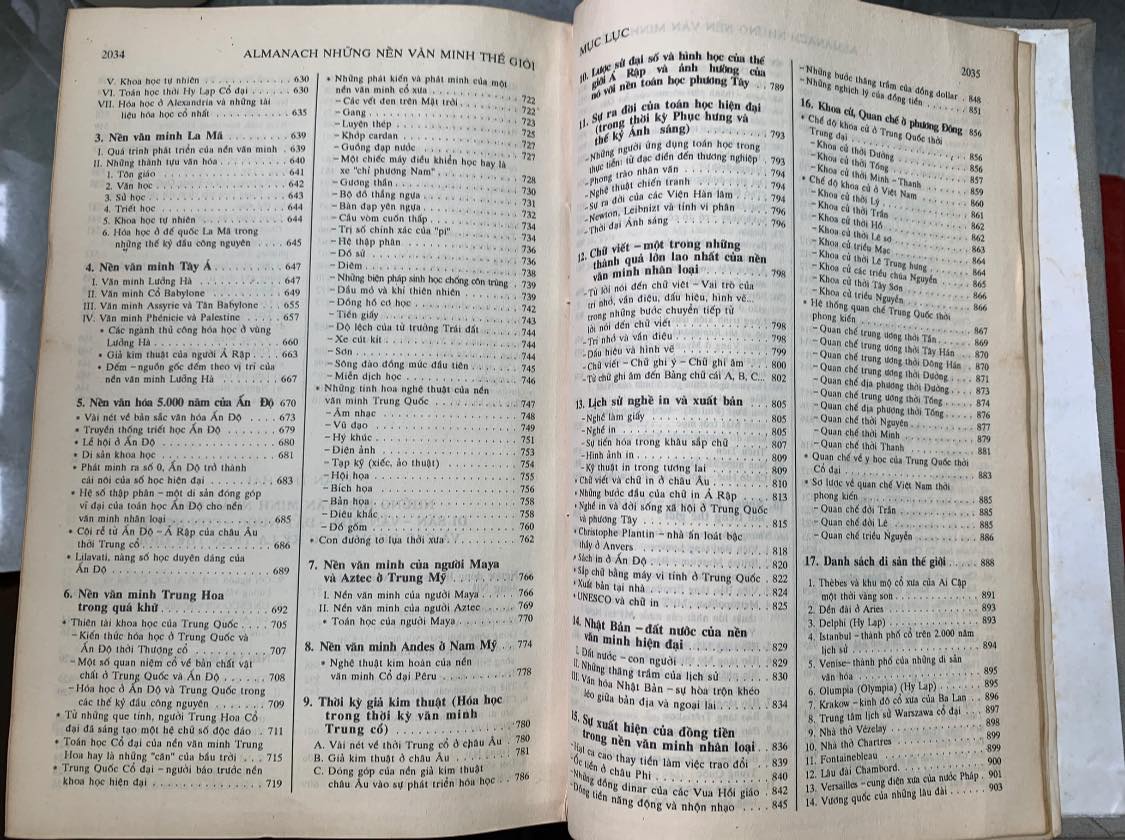 2034
ALMANACH NHỮNG NỀN VĂN MINH THẾ GIỚI
V. Khoa học tự nhiên 630
VI. Toán học thời Hy Lạp Cổ đại 630
VII. Hóa học ở Alexandria và những tài
liệu hóa học cổ nhất 635
3. Nền văn minh La Mã 639
I. Quá trình phát triển của nền văn minh 639
II. Những thành tựu văn hóa 640
1. Tôn giáo 641
2. Văn học 642
3. Sử học 643
4. Triết học 644
5. Khoa học tự nhiên 644
6. Hóa học ở đế quốc La Mã trong
những thế kỷ đầu công nguyên 645
4. Nền văn minh Tây Á 647
I. Văn minh Lưỡng Hà 647
II. Văn minh Cổ Babylone 649
III. Văn minh Assyrie và Tân Babylone 655
IV. Văn minh Phénicie và Palestine 657
• Các ngành thủ công hóa học ở vùng
Lưỡng Hà 660
• Giả kim thuật của người Ả Rập 663
• Đếm - nguồn gốc đếm theo vị trí của
nền văn minh Lưỡng Hà 667
5. Nền văn hóa 5.000 năm của Ấn Độ 670
• Vài nét về bản sắc văn hóa Ấn Độ 673
• Truyền thống triết học Ấn Độ 679
• Lễ hội ở Ấn Độ 680
• Di sản khoa học 681
• Phát minh ra số 0, Ấn Độ trở thành
cái nôi của số học hiện đại 683
• Hệ số thập phân - một di sản đóng góp
vĩ đại của toán học Ấn Độ cho nền
văn minh nhân loại 685
• Cội rễ từ Ấn Độ - Ả Rập của châu Âu
thời Trung cổ 686
• Lilavati, nàng số học duyên dáng của
Ấn Độ 689
6. Nền văn minh Trung Hoa
trong quá khứ 692
• Thiên tài khoa học của Trung Quốc 705
- Kiến thức hóa học ở Trung Quốc và
Ấn Độ thời Thượng cổ 707
- Một số quan niệm cổ về bản chất vật
chất ở Trung Quốc và Ấn Độ 708
- Hóa học ở Ấn Độ và Trung Quốc trong
các thế kỷ đầu công nguyên 709
• Từ những que tính, người Trung Hoa Cổ
đại đã sáng tạo một hệ chữ số độc đáo 711
• Toán học Cổ đại của nền văn minh Trung
Hoa hay là những "căn" của bầu trời 715
• Trung Quốc Cổ đại - người báo trước nền
khoa học hiện đại 719
• Những phát kiến và phát minh của một
nền văn minh cổ xưa 722
- Các vết đen trên Mặt trời 722
- Gang 722
- Luyện thép 723
- Khớp cardan 725
- Guồng đạp nước 727
- Một chiếc máy điều khiển học hay là
xe "chỉ phương Nam" 728
- Gương thần 730
- Bộ đồ thắng ngựa 731
- Bàn đạp yên ngựa 732
- Cầu vòm cuốn thấp 734
- Trị số chính xác của "pi" 734
- Hệ thập phân 736
- Đồ sứ 736
- Diêm 738
- Những biện pháp sinh học chống côn trùng 739
- Dầu mỏ và khí thiên nhiên 739
- Đồng hồ cơ học 742
- Tiền giấy 743
- Độ lệch của từ trường Trái đất 744
- Xe cút kít 744
- Sơn 744
- Sông đào đồng mức đầu tiên 745
- Miễn dịch học 746
• Những tinh hoa nghệ thuật của nền
văn minh Trung Quốc 747
- Âm nhạc 748
- Vũ đạo 749
- Hý khúc 751
- Điện ảnh 753
- Tạp kỹ (xiếc, ảo thuật) 754
- Hội họa 755
- Bích họa 756
- Bản họa 758
- Điêu khắc 758
- Đồ gốm 760
• Con đường tơ lụa thời xưa 762
7. Nền văn minh của người Maya
và Aztec ở Trung Mỹ 766
I. Nền văn minh của người Maya 766
II. Nền văn minh của người Aztec 769
• Toán học của người Maya 770
8. Nền văn minh Andes ở Nam Mỹ 774
• Nghệ thuật kim hoàn của nền
văn minh Cổ đại Péru 778
9. Thời kỳ giả kim thuật (Hóa học
trong thời kỳ văn minh
Trung cổ) 780
A. Vài nét về thời Trung cổ ở châu Âu 780
B. Giả kim thuật ở châu Âu 781
C. Đóng góp của nền giả kim thuật
châu Âu vào sự phát triển hóa học 786
MỤC LỤC
2035
10. Lược sử đại số và hình học của thế
giới Ả Rập và ảnh hưởng của
nó với nền toán học phương Tây 789
11. Sự ra đời của toán học hiện đại
(trong thời kỳ Phục hưng và
thế kỷ Ánh sáng) 793
- Những người ứng dụng toán học trong
thực tiễn: từ đạc điền đến thương nghiệp 793
- Phong trào nhân văn 794
- Nghệ thuật chiến tranh 794
- Sự ra đời của các Viện Hàn lâm 794
- Newton, Leibnizt và tính vi phân 796
- Thời đại Ánh sáng 796
12. Chữ viết - một trong những
thành quả lớn lao nhất của nền
văn minh nhân loại 798
- Từ lời nói đến chữ viết - Vai trò của
trí nhớ, vần điệu, dấu hiệu, hình vẽ...
trong những bước chuyển tiếp từ
lời nói đến chữ viết 798
- Trí nhớ và vần điệu 798
- Dấu hiệu và hình vẽ 799
- Chữ viết - Chữ ghi ý - Chữ ghi âm 800
- Từ chữ ghi âm đến Bảng chữ cái A, B, C... 802
13. Lịch sử nghề in và xuất bản 805
- Nghề làm giấy 805
- Nghề in 805
- Sự tiến hóa trong khâu sắp chữ 807
- Hình ảnh in 809
- Kỹ thuật in trong tương lai 809
• Chữ viết và chữ in ở châu Âu 810
• Những bước đầu của chữ in Ả Rập 813
• Nghề in và đời sống xã hội ở Trung Quốc
và phương Tây 815
• Christophe Plantin - nhà ấn loát bậc
thầy ở Anvers 818
• Sách in ở Ấn Độ 820
• Sắp chữ bằng máy vi tính ở Trung Quốc 822
• Xuất bản tại nhà 824
• UNESCO và chữ in 825
14. Nhật Bản - đất nước của nền
văn minh hiện đại 829
I. Đất nước - con người 829
II. Những thăng trầm của lịch sử 830
III. Văn hóa Nhật Bản - sự hòa trộn khéo
léo giữa bản địa và ngoại lai 834
15. Sự xuất hiện của đồng tiền
trong nền văn minh nhân loại 836
- Hạt ca cao thay tiền làm việc trao đổi 839
- Ốc tiền ở châu Phi 840
- Những đồng dinar của các Vua Hồi giáo 842
- Đồng tiền năng động và nhộn nhạo 845
- Những bước thăng trầm của đồng dollar 848
- Những nghịch lý của đồng tiền 851
16. Khoa cử, Quan chế ở phương Đông 856
• Chế độ khoa cử ở Trung Quốc thời
Trung đại 856
- Khoa cử thời Đường 856
- Khoa cử thời Tống 857
- Khoa cử thời Minh - Thanh 859
• Chế độ khoa cử ở Việt Nam 860
- Khoa cử thời Lý 861
- Khoa cử thời Trần 862
- Khoa cử thời Hồ 862
- Khoa cử thời Lê sơ 863
- Khoa cử triều Mạc 864
- Khoa cử thời Lê Trung hưng 864
- Khoa cử các triều chúa Nguyễn 865
- Khoa cử thời Tây Sơn 866
- Khoa cử triều Nguyễn 866
• Hệ thống quan chế Trung Quốc thời
phong kiến 867
- Quan chế trung ương thời Tần 869
- Quan chế trung ương thời Tây Hán 870
- Quan chế trung ương thời Đông Hán 870
- Quan chế trung ương thời Đường 871
- Quan chế địa phương thời Đường 873
- Quan chế trung ương thời Tống 874
- Quan chế địa phương thời Tống 876
- Quan chế thời Nguyên 877
- Quan chế thời Minh 879
- Quan chế thời Thanh 881
• Quan chế về y học của Trung Quốc thời
Cổ đại 883
• Sơ lược về quan chế Việt Nam thời
phong kiến 885
- Quan chế đời Trần 885
- Quan chế đời Lê 885
- Quan chế triều Nguyễn 886
17. Danh sách di sản thế giới 888
1. Thèbes và khu mộ cổ xưa của Ai Cập
một thời vàng son 891
2. Đền đài ở Arles 893
3. Delphi (Hy Lạp) 893
4. Istanbul - thành phố cổ trên 2.000 năm
lịch sử 894
5. Venise - thành phố của những di sản
văn hóa 895
6. Olumpia (Olympia) (Hy Lạp) 895
7. Krakow - kinh đô cổ xưa của Ba Lan 896
8. Trung tâm lịch sử Warszawa cổ đại 897
9. Nhà thờ Vézelay 898
10. Nhà thờ Chartres 899
11. Fontainebleau 899
12. Lâu đài Chambord 900
13. Versailles - cung điện xưa của nước Pháp 901
14. Vương quốc của những lâu đài 903